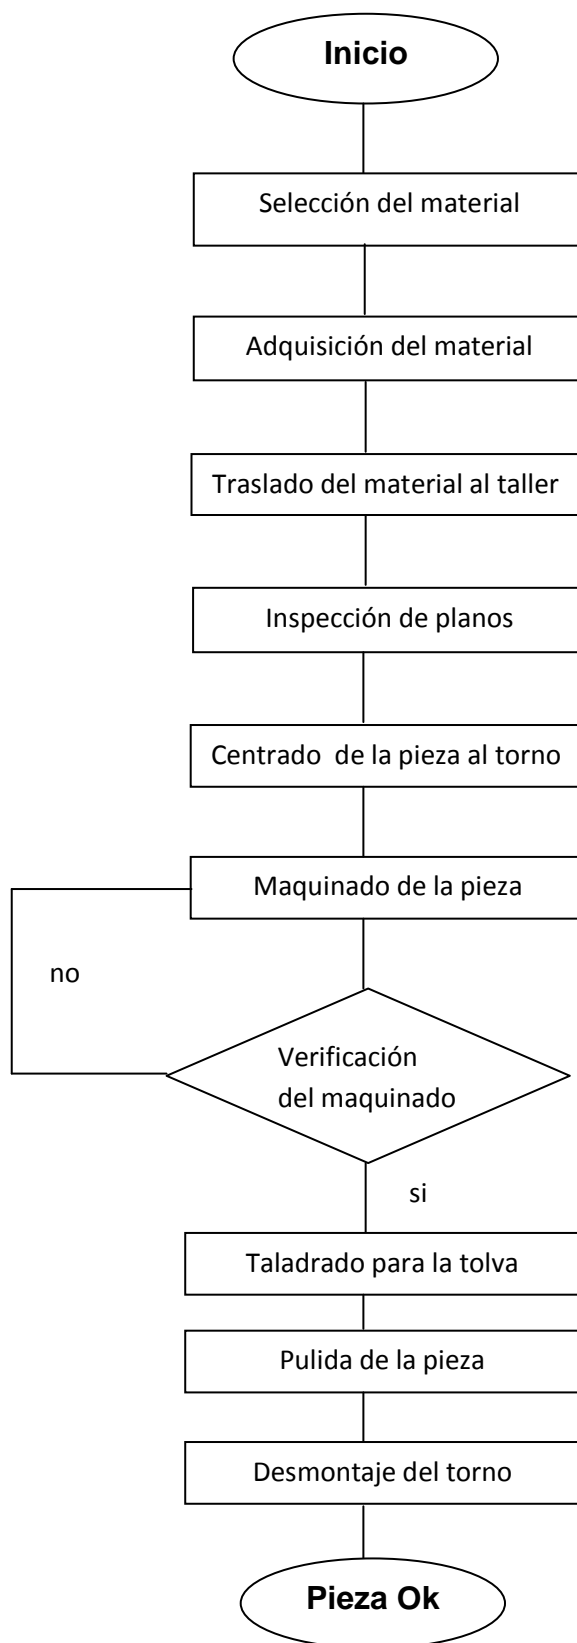 Inicio
Selección del material
Adquisición del material
Traslado del material al taller
Inspección de planos
Centrado de la pieza al torno
Maquinado de la pieza
no
Verificación
del maquinado
si
Taladrado para la tolva
Pulida de la pieza
Desmontaje del torno
Pieza Ok